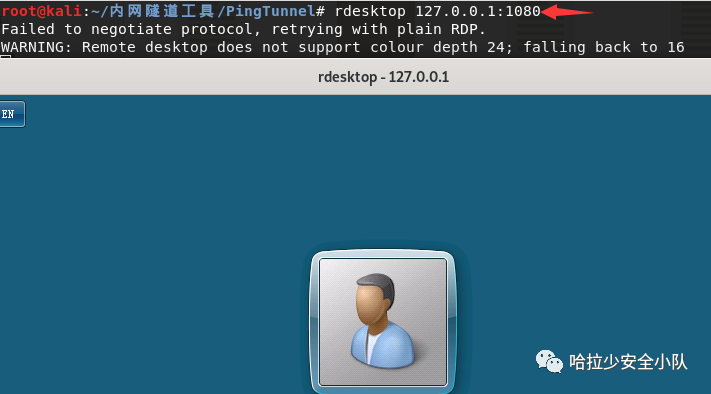 root@kali:~/内网隧道工具/PingTunnel# rdesktop 127.0.0.1:1080
Failed to negotiate protocol, retrying with plain RDP.
WARNING: Remote desktop does not support colour depth 24; falling back to 16
rdesktop - 127.0.0.1
EN
哈拉少安全小队